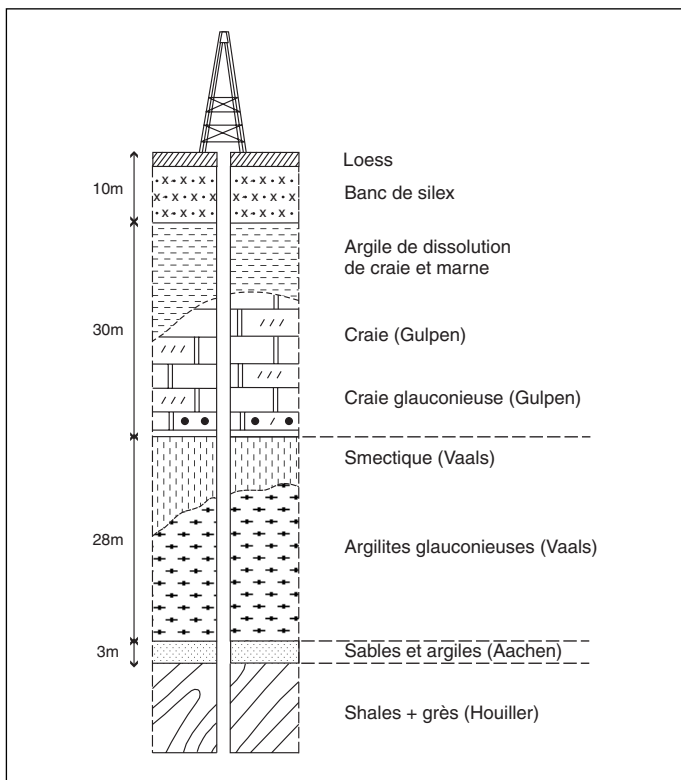 Loess
10m
Banc de silex
Argile de dissolution
de craie et marne
30m
Craie (Gulpen)
Craie glauconieuse (Gulpen)
Smectique (Vaals)
28m
Argilites glauconieuses (Vaals)
3m
Sables et argiles (Aachen)
Shales + grès (Houiller)